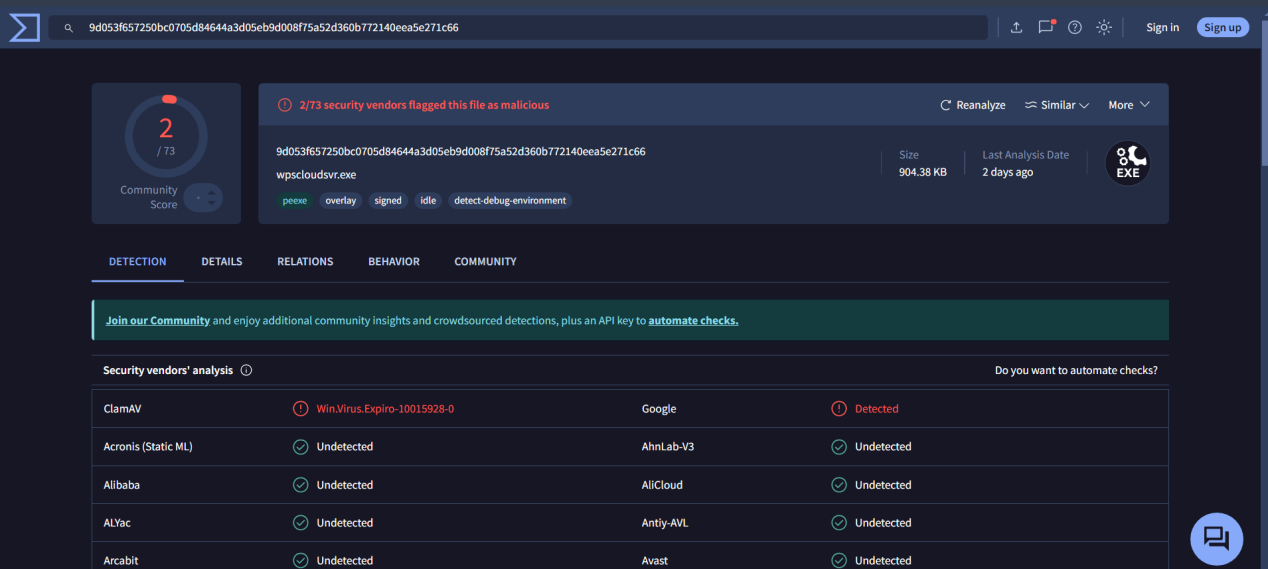 9d053f657250bc0705d84644a3d05eb9d008f75a52d360b772140eea5e271c66
Sign in
Sign up
2
/ 73
Community
Score
-
2/73 security vendors flagged this file as malicious
Reanalyze
Similar
More
9d053f657250bc0705d84644a3d05eb9d008f75a52d360b772140eea5e271c66
wpscloudsvr.exe
peexe overlay signed idle detect-debug-environment
Size
904.38 KB
Last Analysis Date
2 days ago
EXE
DETECTION DETAILS RELATIONS BEHAVIOR COMMUNITY
Join our Community and enjoy additional community insights and crowdsourced detections, plus an API key to automate checks.
Security vendors' analysis
Do you want to automate checks?
ClamAV Win.Virus.Expiro-10015928-0 Google Detected
Acronis (Static ML) Undetected AhnLab-V3 Undetected
Alibaba Undetected AliCloud Undetected
ALYac Undetected Antiy-AVL Undetected
Arcabit Undetected Avast Undetected